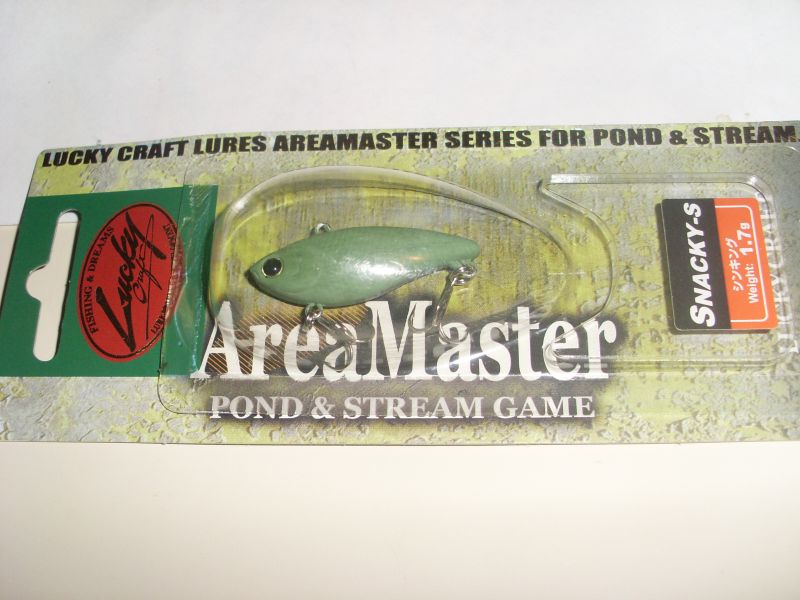 LUCKY CRAFT LURES AREAMASTER SERIES FOR POND & STREAM
FISHING & DREAMS
Lucky
Craft
AreaMaster
POND & STREAM GAME
SNACKY-S
シンキング
Weight: 1.7g